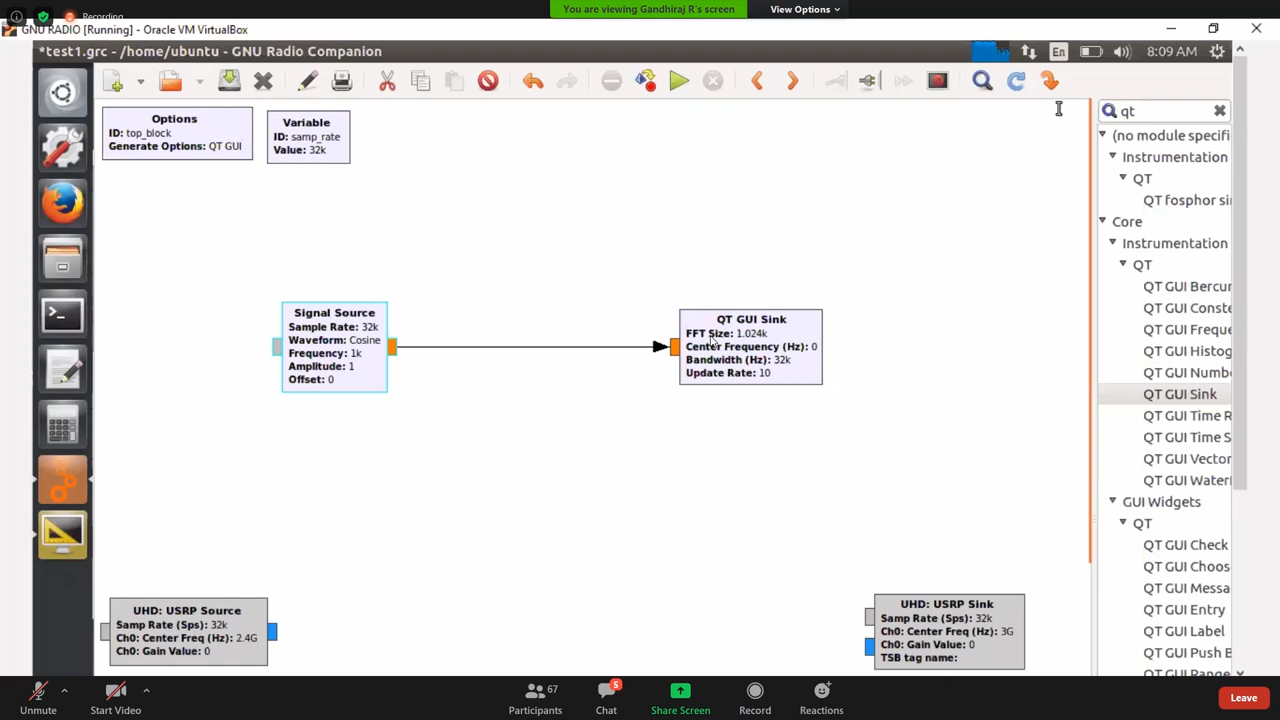 Recording
You are viewing Gandhiraj R's screen
View Options
GNU RADIO [Running] - Oracle VM VirtualBox
*test1.grc - /home/ubuntu - GNU Radio Companion
En
8:09 AM
Options
ID: top_block
Generate Options: QT GUI
Variable
ID: samp_rate
Value: 32k
qt
(no module specifi
Instrumentation
QT
QT fosphor si
Core
Instrumentation
QT
QT GUI Bercur
QT GUI Conste
QT GUI Freque
QT GUI Histog
QT GUI Numb
QT GUI Sink
QT GUI Time R
QT GUI Time S
QT GUI Vector
QT GUI Water
GUI Widgets
QT
QT GUI Check
QT GUI Choos
QT GUI Messa
QT GUI Entry
QT GUI Label
QT GUI Push B
QT GUI Range
Signal Source
Sample Rate: 32k
Waveform: Cosine
Frequency: 1k
Amplitude: 1
Offset: 0
QT GUI Sink
FFT Size: 1.024k
Center Frequency (Hz): 0
Bandwidth (Hz): 32k
Update Rate: 10
UHD: USRP Source
Samp Rate (Sps): 32k
Ch0: Center Freq (Hz): 2.4G
Ch0: Gain Value: 0
UHD: USRP Sink
Samp Rate (Sps): 32k
Ch0: Center Freq (Hz): 3G
Ch0: Gain Value: 0
TSB tag name:
Unmute
Start Video
67
Participants
5
Chat
Share Screen
Record
Reactions
Leave